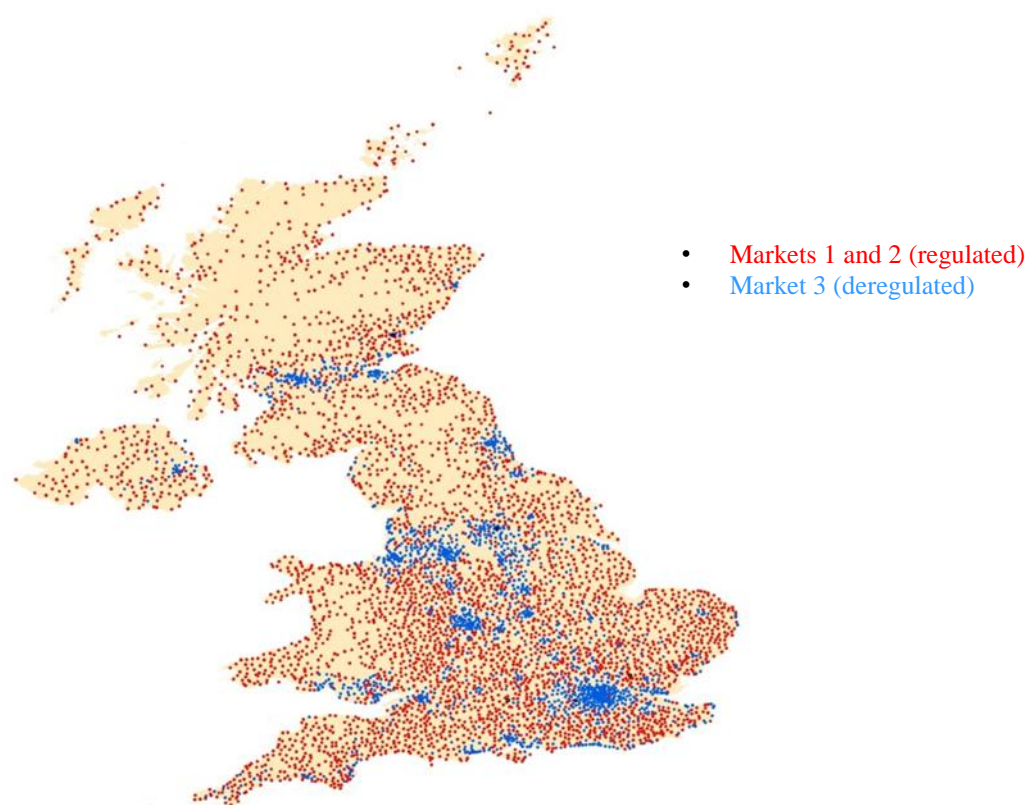 • Markets 1 and 2 (regulated)
• Market 3 (deregulated)